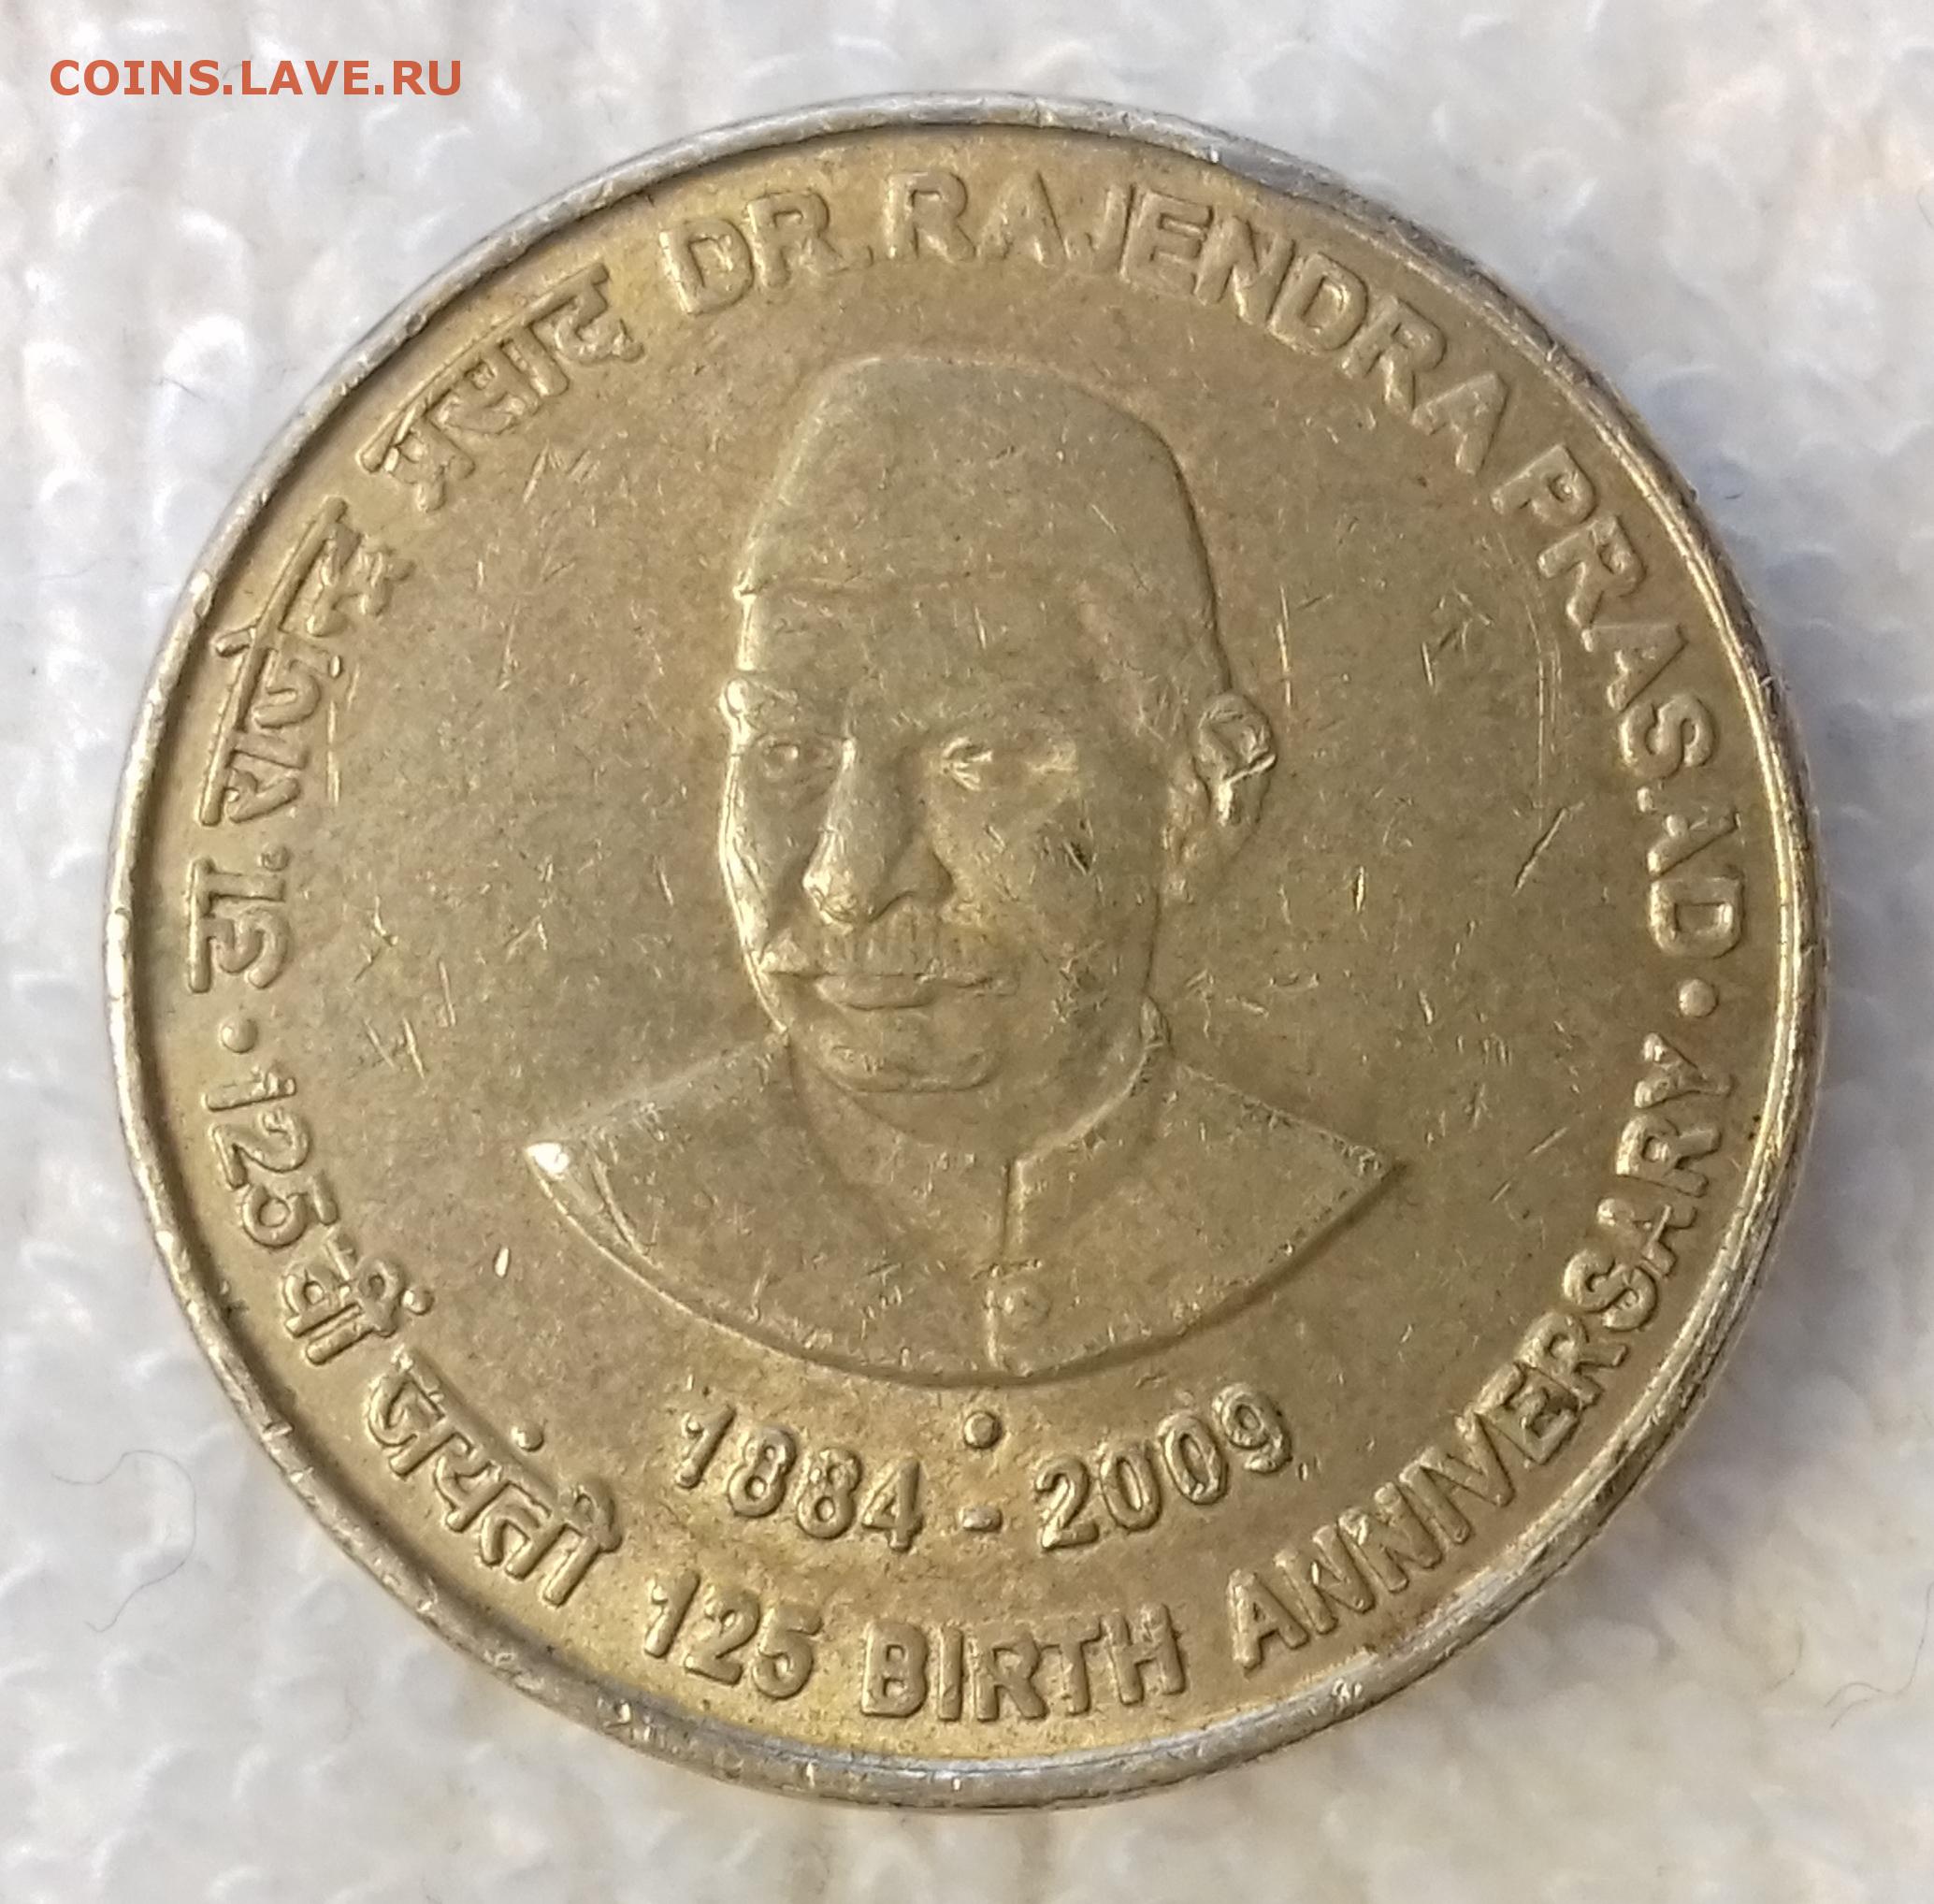 COINS.LAVE.RU
डा. राजेन्द्र प्रसाद DR. RAJENDRA PRASAD
125वीं जयंती 125 BIRTH ANNIVERSARY
1884 - 2009